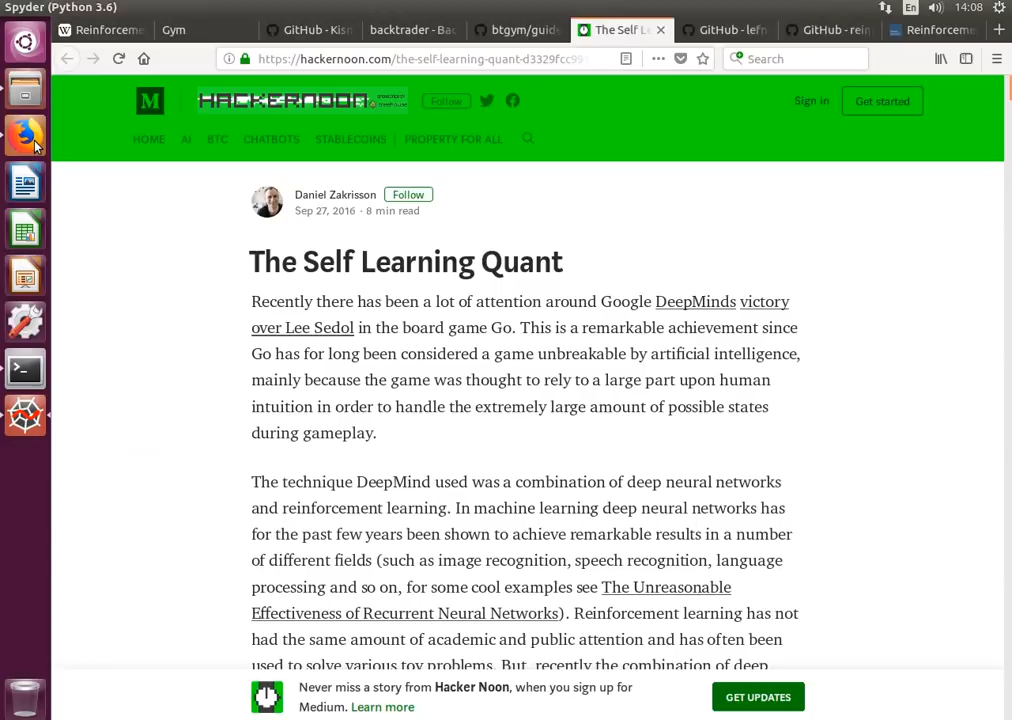 Spyder (Python 3.6)
En
14:08
Reinforceme
Gym
GitHub - Kisn
backtrader - Bac
btgym/guide
The Self L
GitHub - lefn
GitHub - rein
Reinforceme
https://hackernoon.com/the-self-learning-quant-d3329fcc99
Search
M
HACKERNOON
Follow
Sign in
Get started
HOME
AI
BTC
CHATBOTS
STABLECOINS
PROPERTY FOR ALL
Daniel Zakrisson
Follow
Sep 27, 2016 · 8 min read
The Self Learning Quant
Recently there has been a lot of attention around Google DeepMinds victory
over Lee Sedol in the board game Go. This is a remarkable achievement since
Go has for long been considered a game unbreakable by artificial intelligence,
mainly because the game was thought to rely to a large part upon human
intuition in order to handle the extremely large amount of possible states
during gameplay.
The technique DeepMind used was a combination of deep neural networks
and reinforcement learning. In machine learning deep neural networks has
for the past few years been shown to achieve remarkable results in a number
of different fields (such as image recognition, speech recognition, language
processing and so on, for some cool examples see The Unreasonable
Effectiveness of Recurrent Neural Networks). Reinforcement learning has not
had the same amount of academic and public attention and has often been
used to solve various toy problems. But, recently the combination of deep
Never miss a story from Hacker Noon, when you sign up for
Medium. Learn more
GET UPDATES